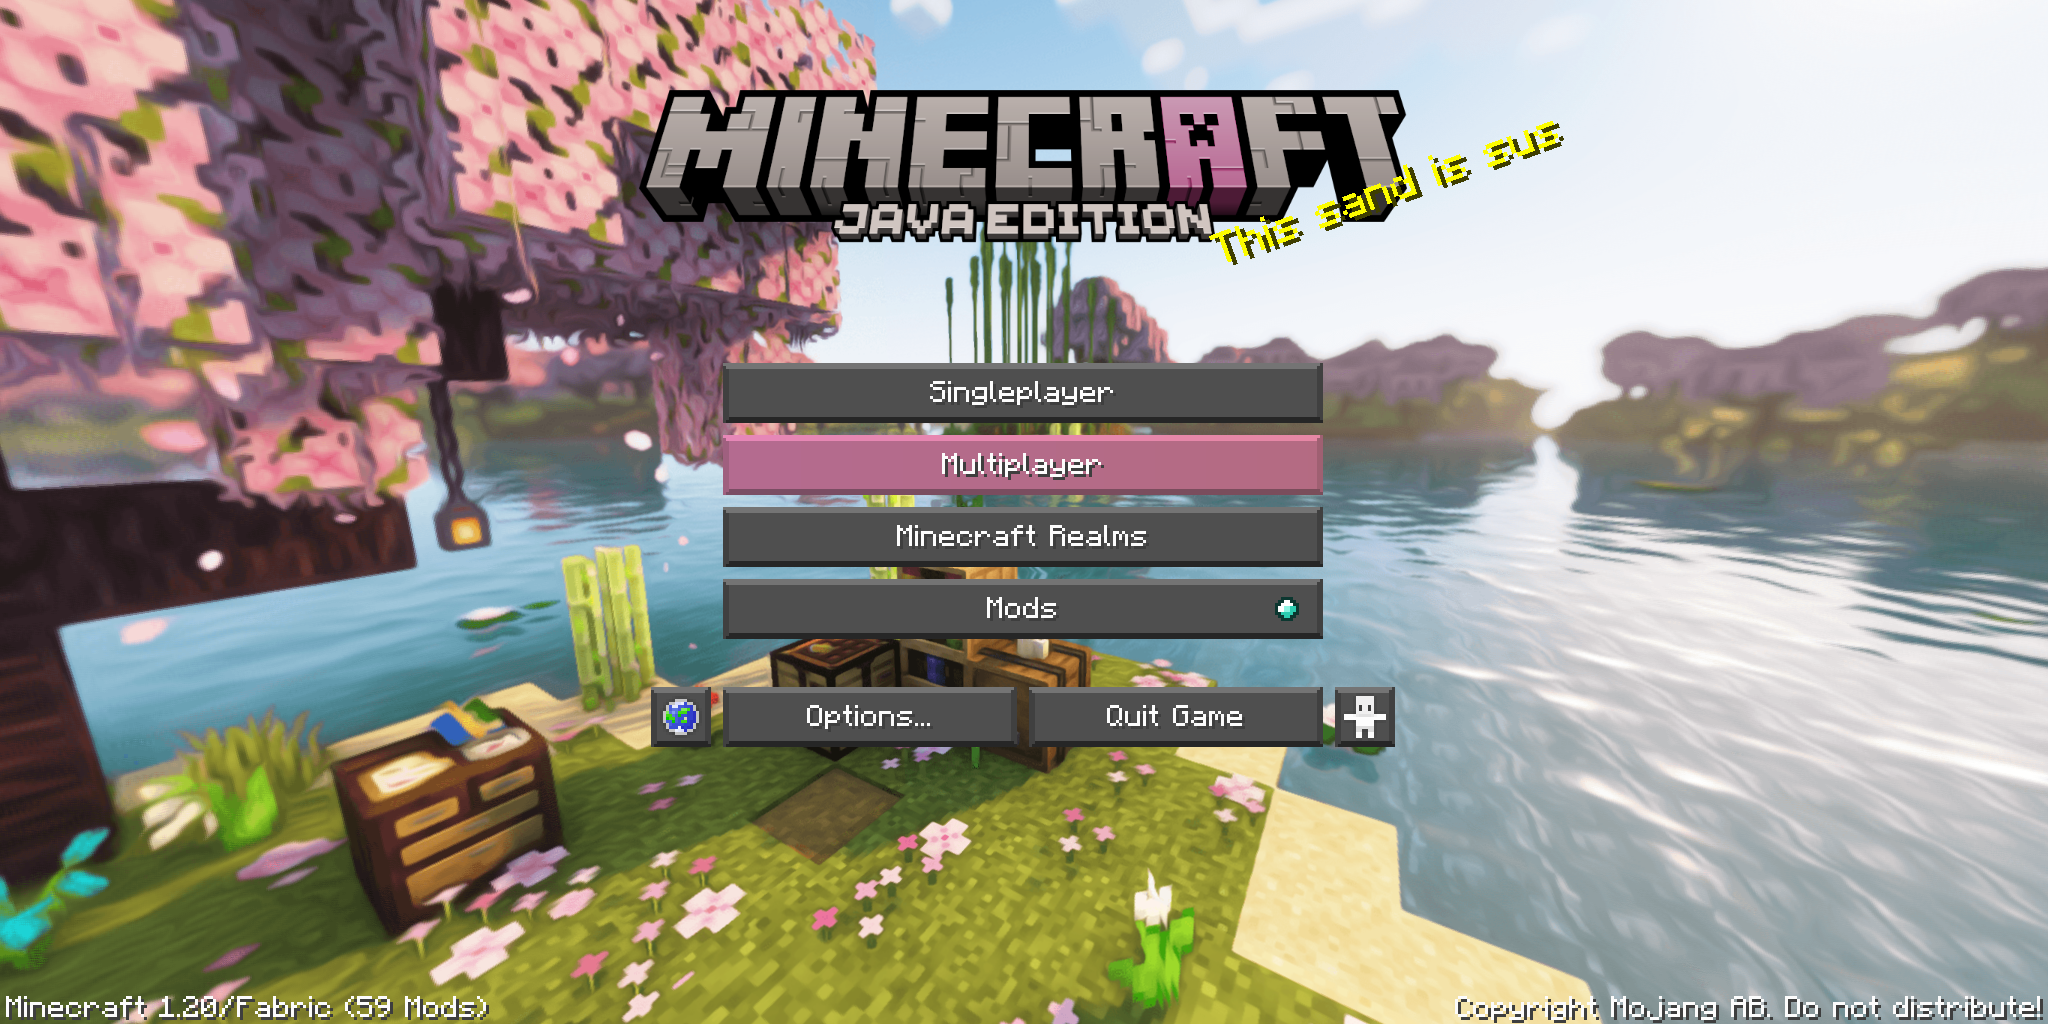 MINECRAFT
JAVA EDITION
This sand is sus
Singleplayer
Multiplayer
Minecraft Realms
Mods
Options...
Quit Game
Minecraft 1.20/Fabric (59 Mods)
Copyright Mojang AB. Do not distribute!